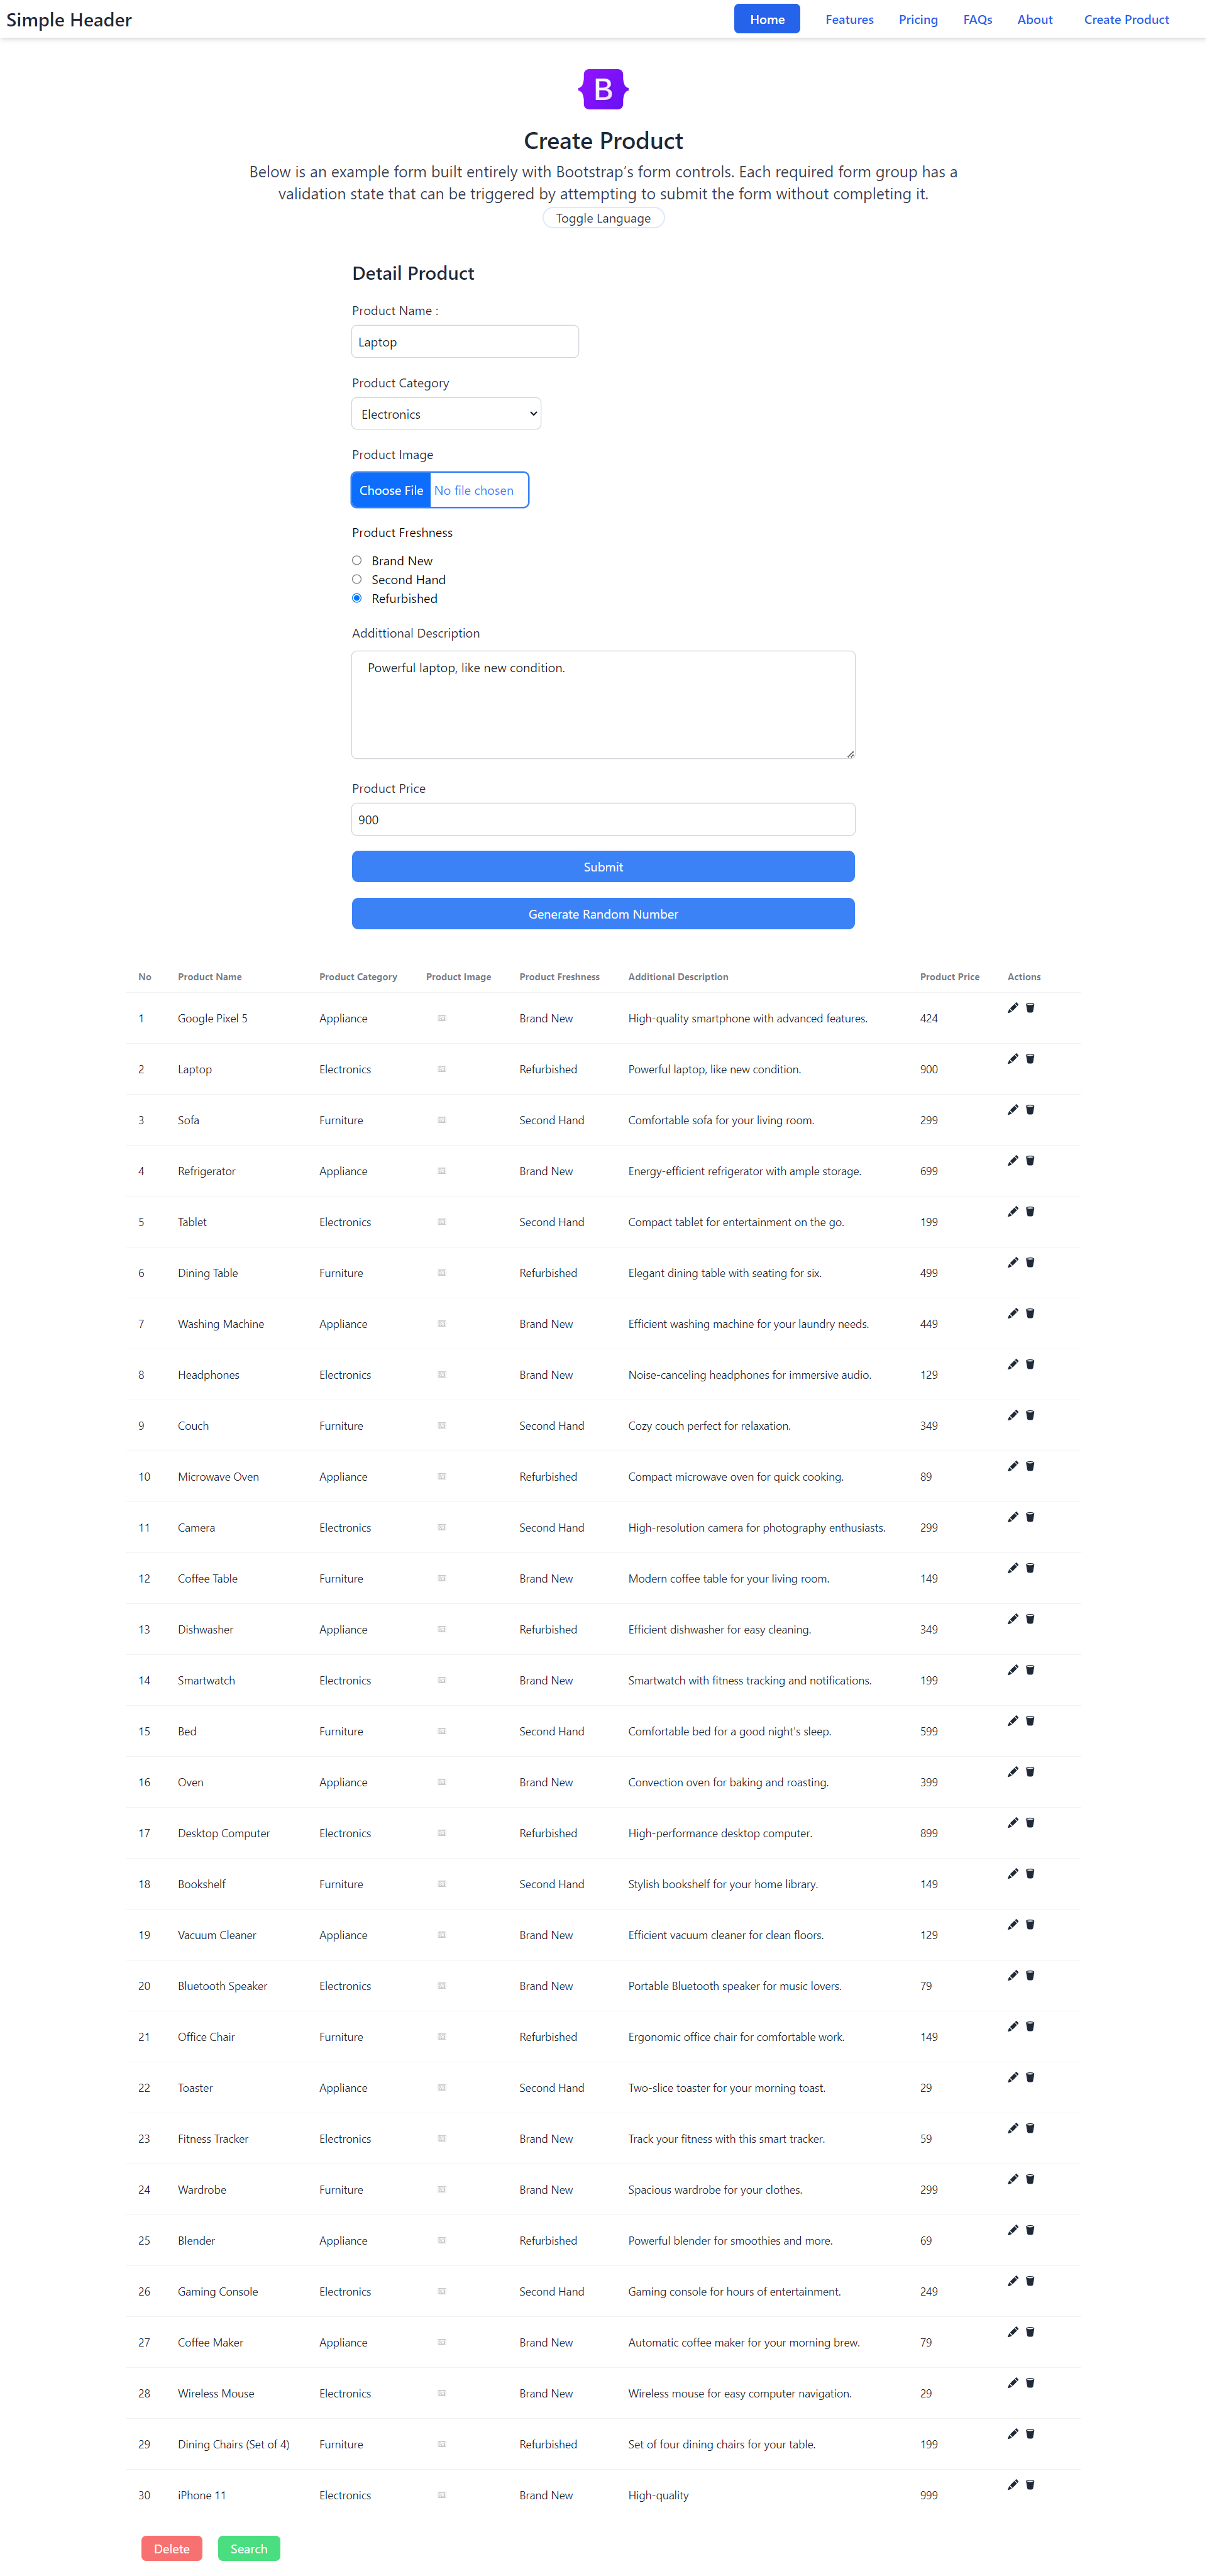 Simple Header
Home Features Pricing FAQs About Create Product
B
Create Product
Below is an example form built entirely with Bootstrap’s form controls. Each required form group has a
validation state that can be triggered by attempting to submit the form without completing it.
Toggle Language
Detail Product
Product Name :
Laptop
Product Category
Electronics
Product Image
Choose File No file chosen
Product Freshness
Brand New
Second Hand
Refurbished
Addittional Description
Powerful laptop, like new condition.
Product Price
900
Submit
Generate Random Number
No Product Name Product Category Product Image Product Freshness Additional Description Product Price Actions
1 Google Pixel 5 Appliance Brand New High-quality smartphone with advanced features. 424
2 Laptop Electronics Refurbished Powerful laptop, like new condition. 900
3 Sofa Furniture Second Hand Comfortable sofa for your living room. 299
4 Refrigerator Appliance Brand New Energy-efficient refrigerator with ample storage. 699
5 Tablet Electronics Second Hand Compact tablet for entertainment on the go. 199
6 Dining Table Furniture Refurbished Elegant dining table with seating for six. 499
7 Washing Machine Appliance Brand New Efficient washing machine for your laundry needs. 449
8 Headphones Electronics Brand New Noise-canceling headphones for immersive audio. 129
9 Couch Furniture Second Hand Cozy couch perfect for relaxation. 349
10 Microwave Oven Appliance Refurbished Compact microwave oven for quick cooking. 89
11 Camera Electronics Second Hand High-resolution camera for photography enthusiasts. 299
12 Coffee Table Furniture Brand New Modern coffee table for your living room. 149
13 Dishwasher Appliance Refurbished Efficient dishwasher for easy cleaning. 349
14 Smartwatch Electronics Brand New Smartwatch with fitness tracking and notifications. 199
15 Bed Furniture Second Hand Comfortable bed for a good night's sleep. 599
16 Oven Appliance Brand New Convection oven for baking and roasting. 399
17 Desktop Computer Electronics Refurbished High-performance desktop computer. 899
18 Bookshelf Furniture Second Hand Stylish bookshelf for your home library. 149
19 Vacuum Cleaner Appliance Brand New Efficient vacuum cleaner for clean floors. 129
20 Bluetooth Speaker Electronics Brand New Portable Bluetooth speaker for music lovers. 79
21 Office Chair Furniture Refurbished Ergonomic office chair for comfortable work. 149
22 Toaster Appliance Second Hand Two-slice toaster for your morning toast. 29
23 Fitness Tracker Electronics Brand New Track your fitness with this smart tracker. 59
24 Wardrobe Furniture Brand New Spacious wardrobe for your clothes. 299
25 Blender Appliance Refurbished Powerful blender for smoothies and more. 69
26 Gaming Console Electronics Second Hand Gaming console for hours of entertainment. 249
27 Coffee Maker Appliance Brand New Automatic coffee maker for your morning brew. 79
28 Wireless Mouse Electronics Brand New Wireless mouse for easy computer navigation. 29
29 Dining Chairs (Set of 4) Furniture Refurbished Set of four dining chairs for your table. 199
30 iPhone 11 Electronics Brand New High-quality 999
Delete Search